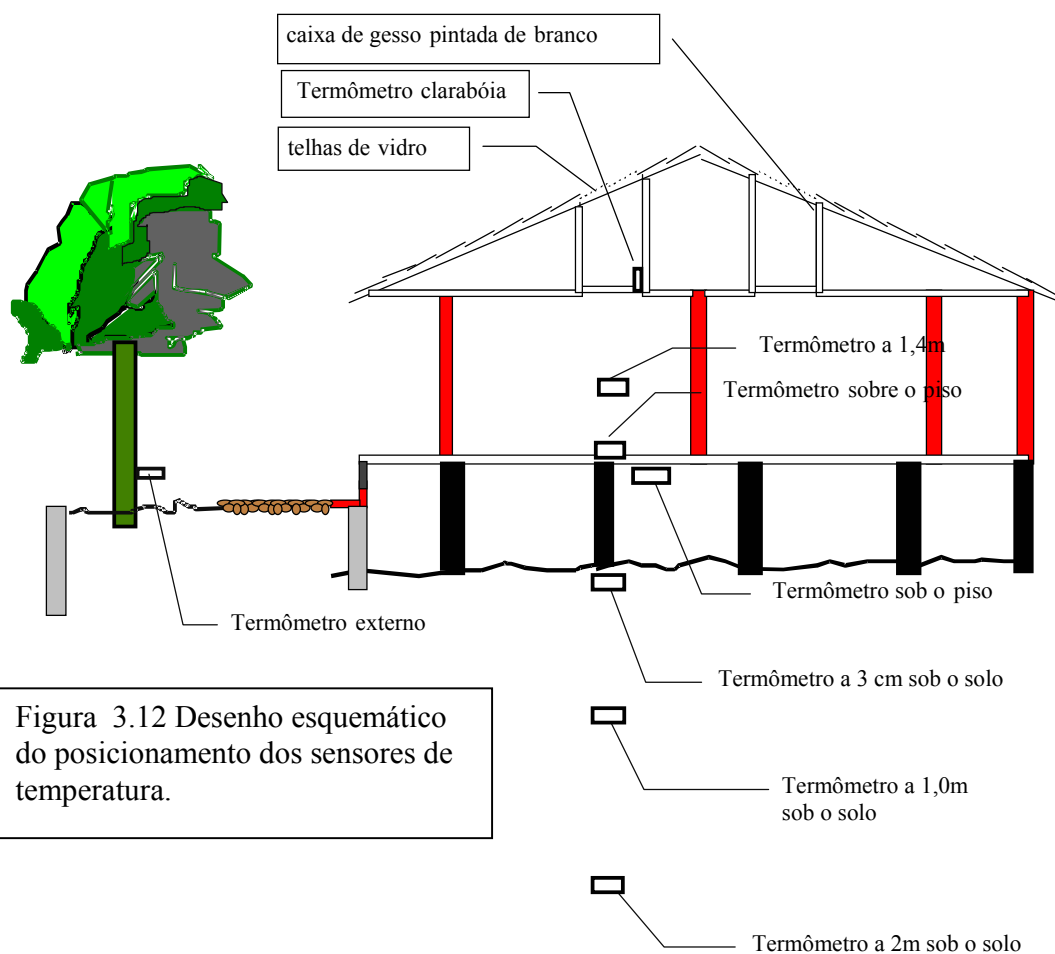 caixa de gesso pintada de branco
Termômetro clarabóia
telhas de vidro
Termômetro a 1,4m
Termômetro sobre o piso
Termômetro sob o piso
Termômetro externo
Termômetro a 3 cm sob o solo
Figura 3.12 Desenho esquemático
do posicionamento dos sensores de
temperatura.
Termômetro a 1,0m
sob o solo
Termômetro a 2m sob o solo